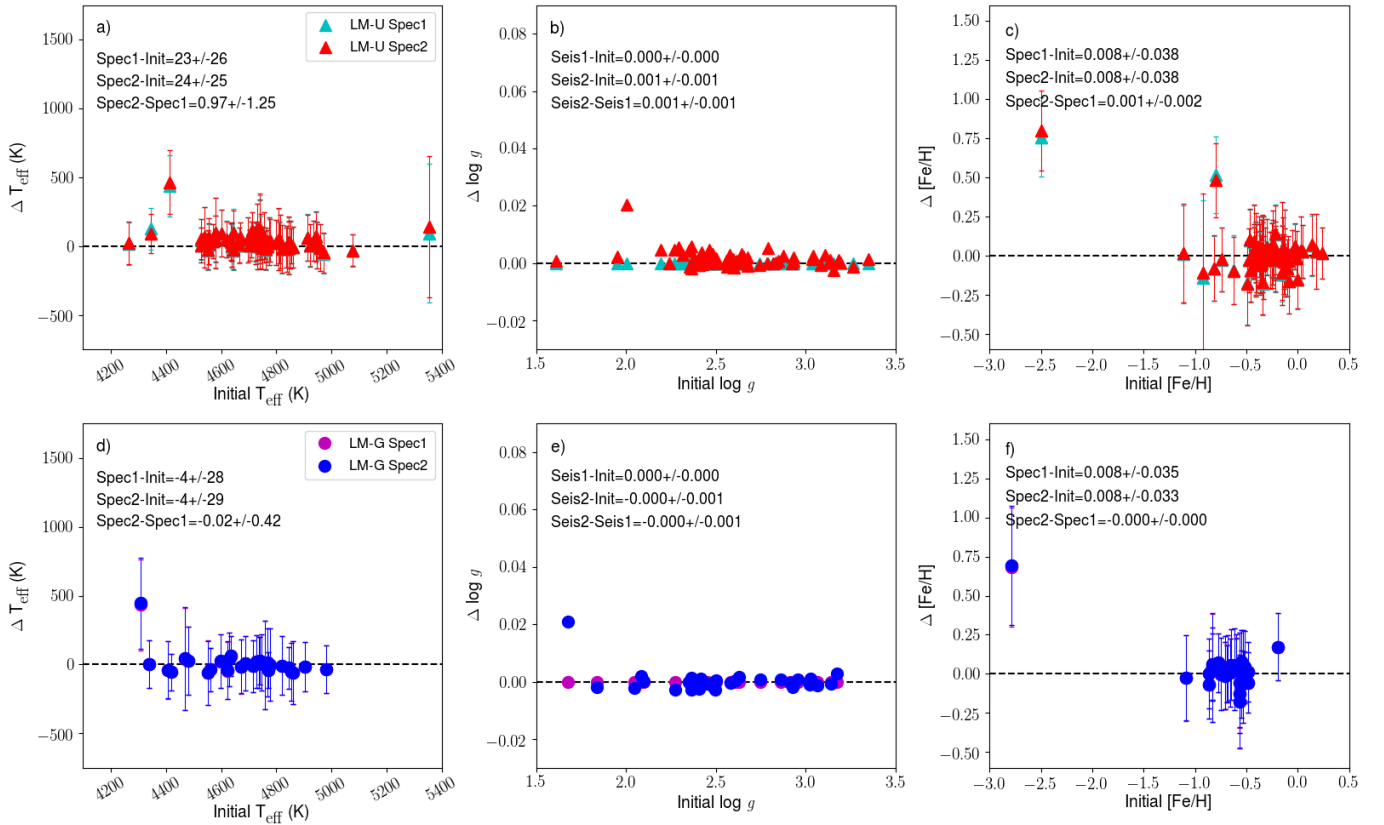 a)
LM-U Spec1
LM-U Spec2
Spec1-Init=23+/-26
Spec2-Init=24+/-25
Spec2-Spec1=0.97+/-1.25
1500
1000
500
0
−500
Δ Teff (K)
4200
4400
4600
4800
5000
5200
5400
Initial Teff (K)
b)
Seis1-Init=0.000+/-0.000
Seis2-Init=0.001+/-0.001
Seis2-Seis1=0.001+/-0.001
0.08
0.06
0.04
0.02
0.00
−0.02
Δ log g
1.5
2.0
2.5
3.0
3.5
Initial log g
c)
Spec1-Init=0.008+/-0.038
Spec2-Init=0.008+/-0.038
Spec2-Spec1=0.001+/-0.002
1.50
1.25
1.00
0.75
0.50
0.25
0.00
−0.25
−0.50
Δ [Fe/H]
−3.0
−2.5
−2.0
−1.5
−1.0
−0.5
0.0
0.5
Initial [Fe/H]
d)
LM-G Spec1
LM-G Spec2
Spec1-Init=-4+/-28
Spec2-Init=-4+/-29
Spec2-Spec1=-0.02+/-0.42
1500
1000
500
0
−500
Δ Teff (K)
4200
4400
4600
4800
5000
5200
5400
Initial Teff (K)
e)
Seis1-Init=0.000+/-0.000
Seis2-Init=-0.000+/-0.001
Seis2-Seis1=-0.000+/-0.001
0.08
0.06
0.04
0.02
0.00
−0.02
Δ log g
1.5
2.0
2.5
3.0
3.5
Initial log g
f)
Spec1-Init=0.008+/-0.035
Spec2-Init=0.008+/-0.033
Spec2-Spec1=-0.000+/-0.000
1.50
1.25
1.00
0.75
0.50
0.25
0.00
−0.25
−0.50
Δ [Fe/H]
−3.0
−2.5
−2.0
−1.5
−1.0
−0.5
0.0
0.5
Initial [Fe/H]